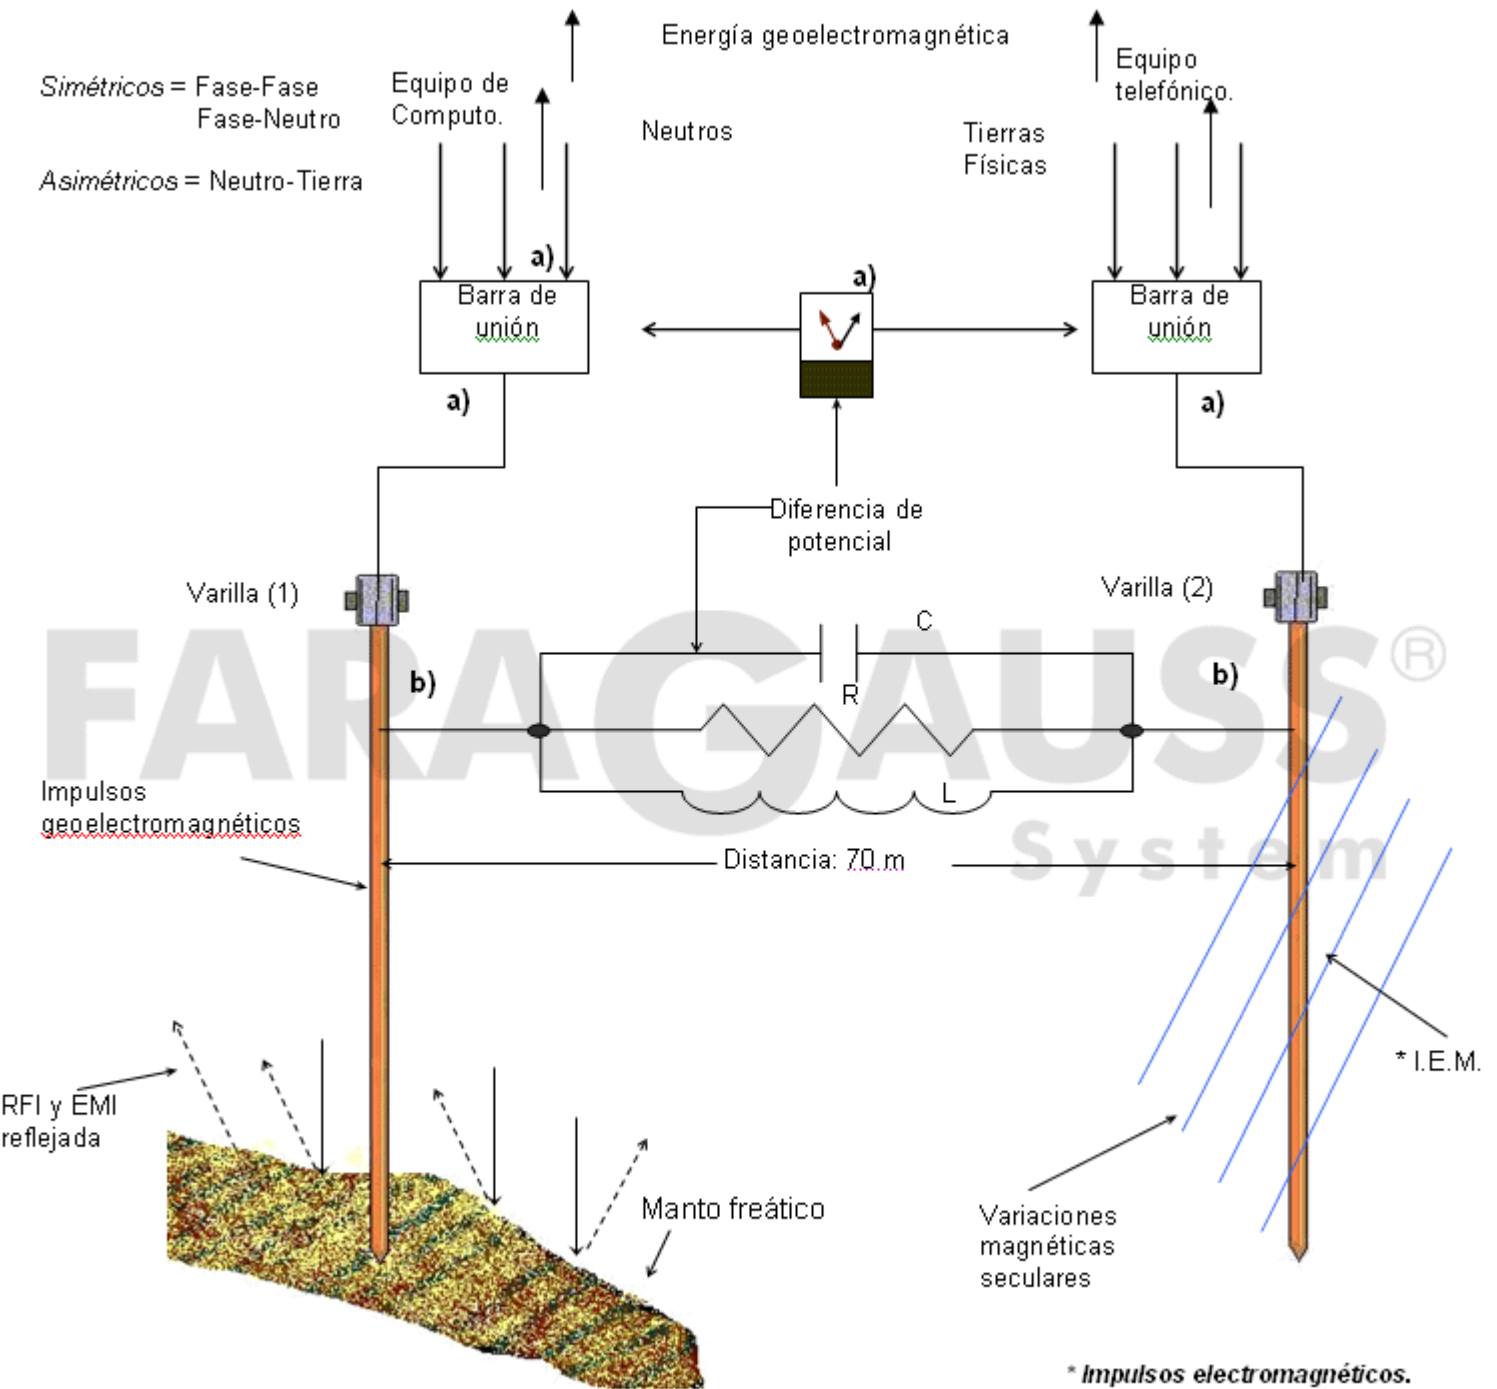 Energía geoelectromagnética
Simétricos = Fase-Fase
Fase-Neutro
Asimétricos = Neutro-Tierra
Equipo de
Computo.
Neutros
Tierras
Físicas
Equipo
telefónico.
a)
Barra de
unión
a)
a)
Barra de
unión
a)
a)
Diferencia de
potencial
Varilla (1)
Varilla (2)
C
R
L
b)
b)
FARAGAUSS®
System
Impulsos
geoelectromagnéticos
Distancia: 70 m
RFI y EMI
reflejada
Manto freático
* I.E.M.
Variaciones
magnéticas
seculares
* Impulsos electromagnéticos.